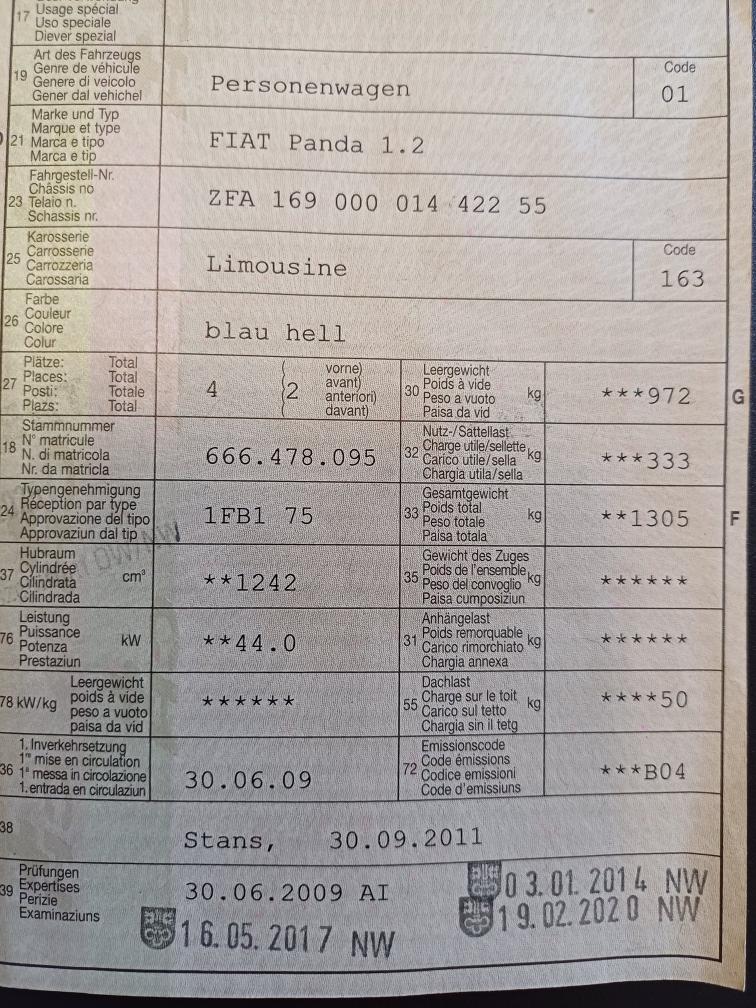 17 Usage spécial
Uso speciale
Diever spezial
19 Art des Fahrzeugs
Genre de véhicule
Genere di veicolo
Gener dal vehichel
Personenwagen
Code
01
21 Marke und Typ
Marque et type
Marca e tipo
Marca e tip
FIAT Panda 1.2
23 Fahrgestell-Nr.
Châssis no
Telaio n.
Schassis nr.
ZFA 169 000 014 422 55
25 Karosserie
Carrosserie
Carrozzeria
Carossaria
Limousine
Code
163
26 Farbe
Couleur
Colore
Colur
blau hell
27 Plätze: Total
Places: Total
Posti: Totale
Plazs: Total
4
2
vorne)
avant)
anteriori)
davant)
30 Leergewicht
Poids à vide
Peso a vuoto
Paisa da vid
kg
***972
G
18 Stammnummer
N° matricule
N. di matricola
Nr. da matricla
666.478.095
32 Nutz-/Sattellast
Charge utile/sellette
Carico utile/sella
Chargia utila/sella
kg
***333
24 Typengenehmigung
Réception par type
Approvazione del tipo
Approvaziun dal tip
1FB1 75
33 Gesamtgewicht
Poids total
Peso totale
Paisa totala
kg
**1305
F
37 Hubraum
Cylindrée
Cilindrata
Cilindrada
cm³
**1242
35 Gewicht des Zuges
Poids de l'ensemble
Peso del convoglio
Paisa cumposiziun
kg
******
76 Leistung
Puissance
Potenza
Prestaziun
kW
**44.0
31 Anhängelast
Poids remorquable
Carico rimorchiato
Chargia annexa
kg
******
78 kW/kg
Leergewicht
poids à vide
peso a vuoto
paisa da vid
******
55 Dachlast
Charge sur le toit
Carico sul tetto
Chargia sin il tetg
kg
****50
36 1. Inverkehrsetzung
1re mise en circulation
1a messa in circolazione
1. entrada en circulaziun
30.06.09
72 Emissionscode
Code émissions
Codice emissioni
Code d'emissiuns
***B04
38
Stans, 30.09.2011
39 Prüfungen
Expertises
Perizie
Examinaziuns
30.06.2009 AI
03.01.2014 NW
19.02.2020 NW
16.05.2017 NW